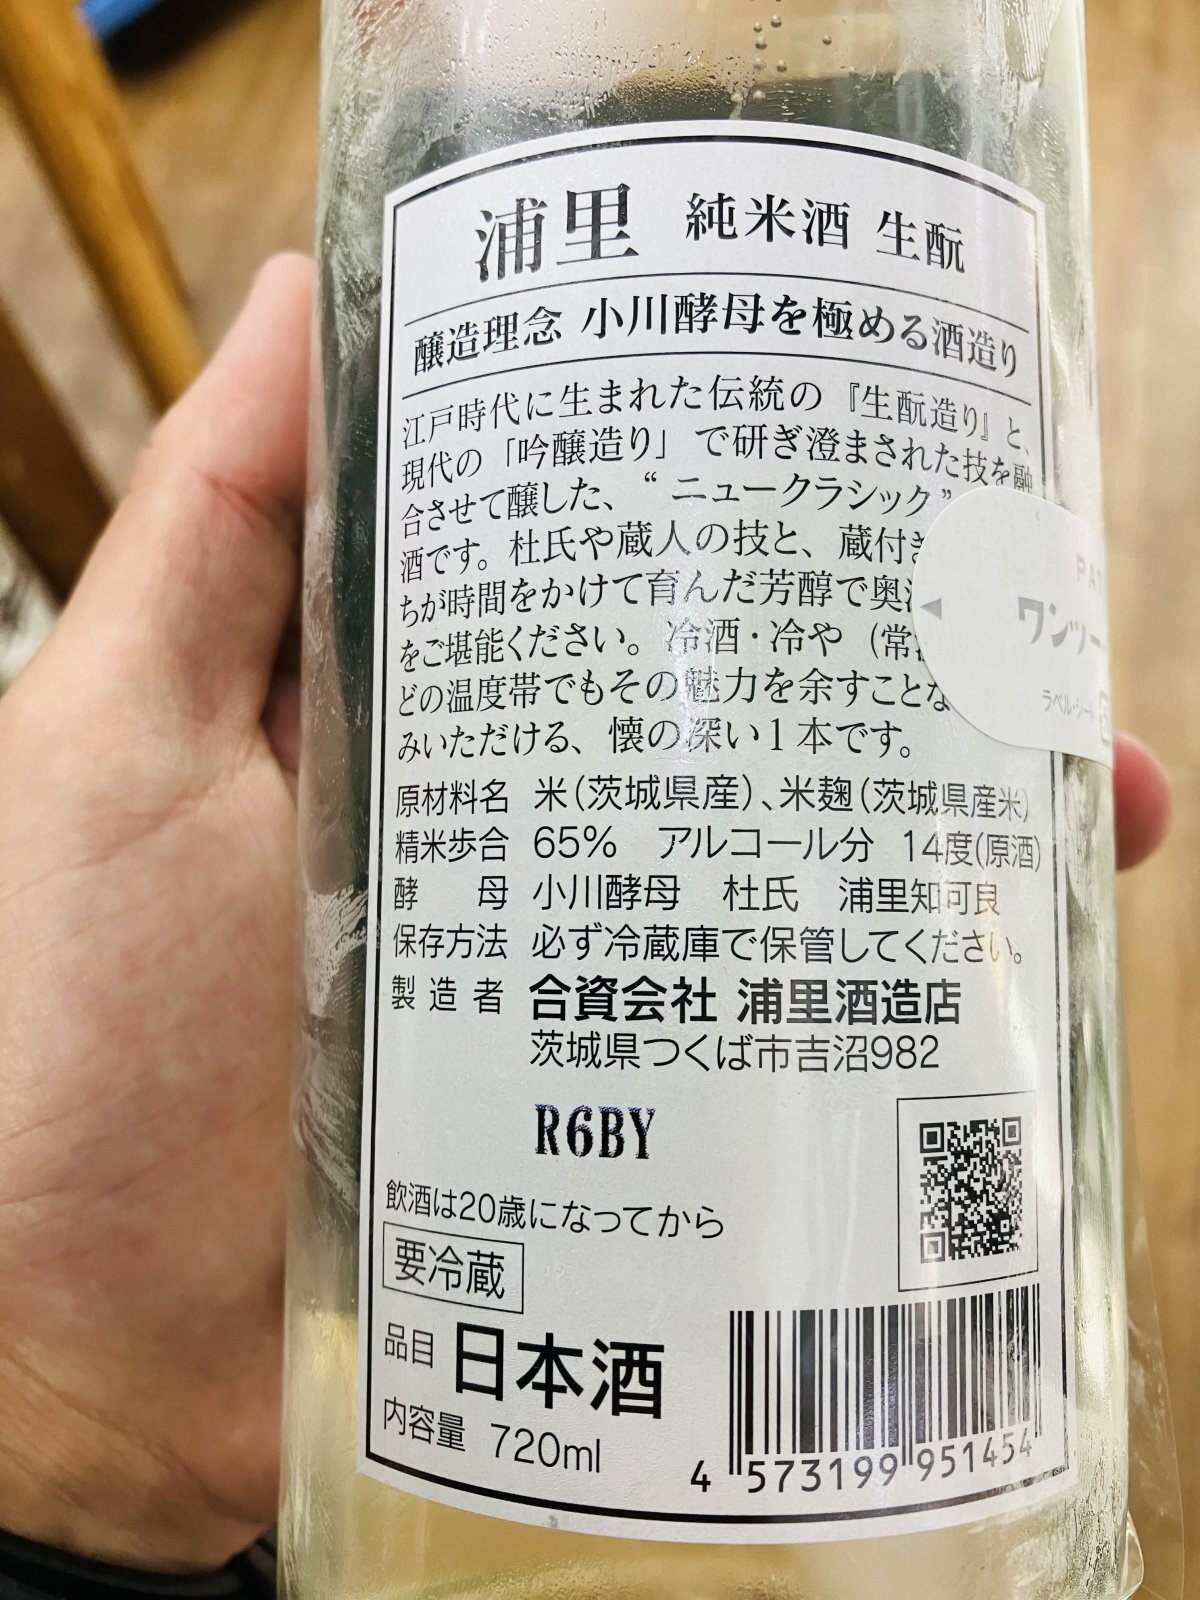 浦里 純米酒 生酛
醸造理念 小川酵母を極める酒造り
江戸時代に生まれた伝統の『生酛造り』と、
現代の「吟醸造り」で研ぎ澄まされた技を融
合させて醸した、“ニュークラシック”
酒です。杜氏や蔵人の技と、蔵付き
ちが時間をかけて育んだ芳醇で奥深
をご堪能ください。冷酒・冷や（常温
どの温度帯でもその魅力を余すことな
みいただける、懐の深い1本です。
原材料名 米(茨城県産)、米麹(茨城県産米)
精米歩合 65% アルコール分 14度(原酒)
酵母 小川酵母 杜氏 浦里知可良
保存方法 必ず冷蔵庫で保管してください。
製造者 合資会社 浦里酒造店
茨城県つくば市吉沼982
R6BY
飲酒は20歳になってから
要冷蔵
品目 日本酒
内容量 720ml
4 573199 951454
PAT
ワンツー
ラベル・シート